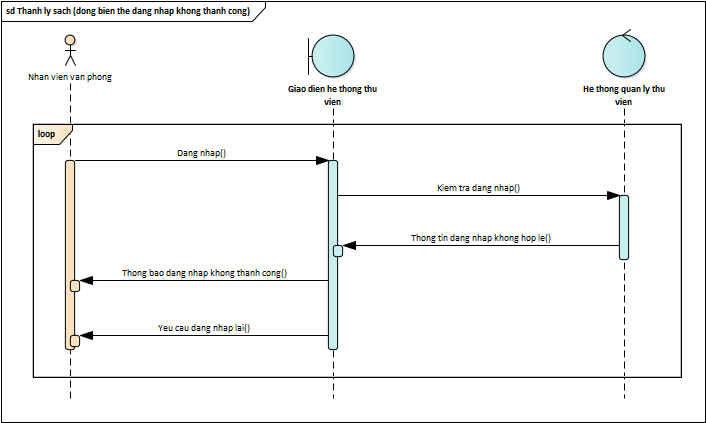 sd Thanh ly sach (dong bien the dang nhap khong thanh cong)
Nhan vien van phong
Giao dien he thong thu
vien
He thong quan ly thu
vien
loop
Dang nhap()
Kiem tra dang nhap()
Thong tin dang nhap khong hop le()
Thong bao dang nhap khong thanh cong()
Yeu cau dang nhap lai()